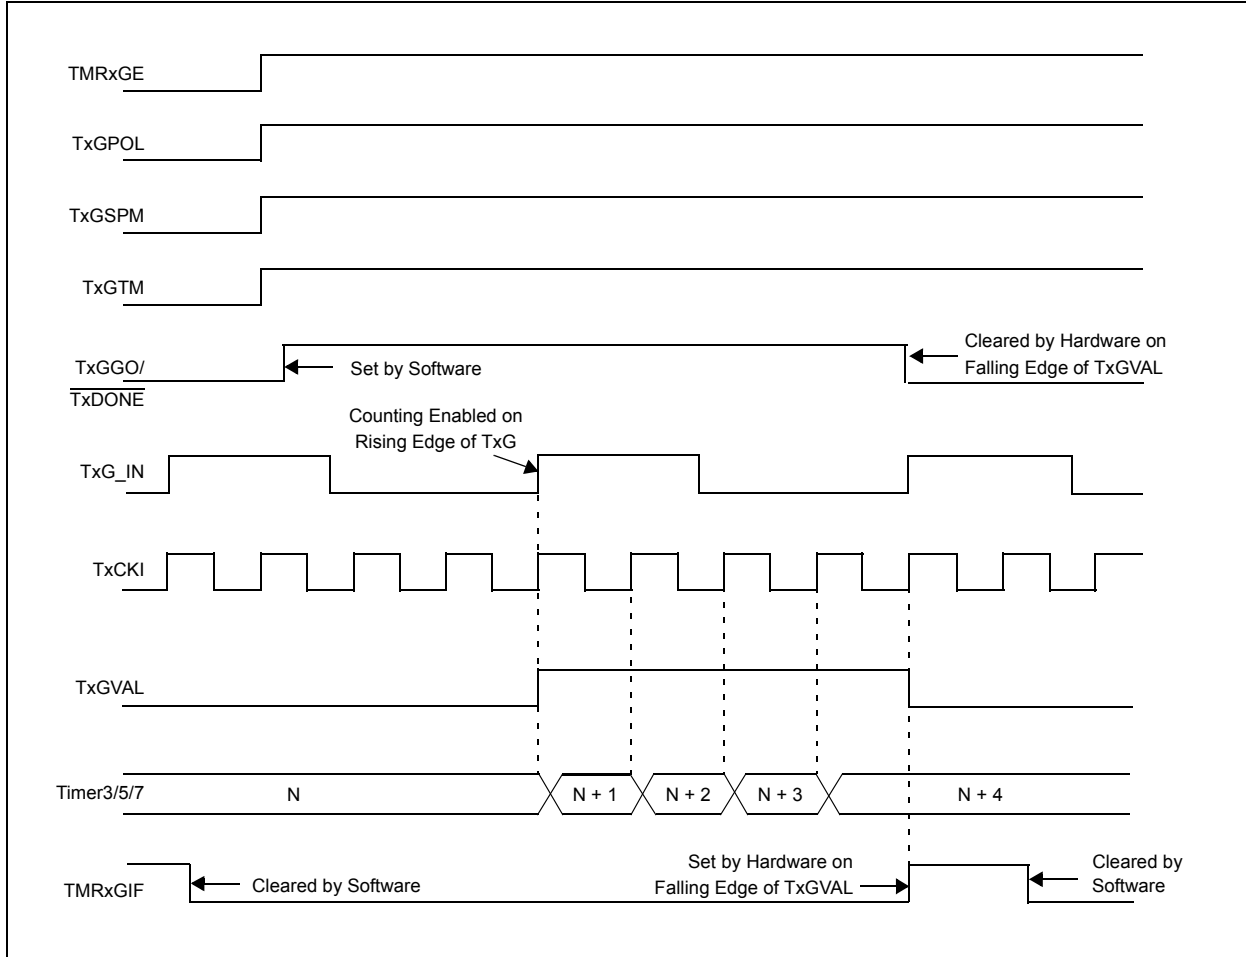 TMRxGE
TxGPOL
TxGSPM
TxGTM
TxGGO/
TxDONE
Set by Software
Cleared by Hardware on
Falling Edge of TxGVAL
Counting Enabled on
Rising Edge of TxG
TxG_IN
TxCKI
TxGVAL
Timer3/5/7
N
N + 1
N + 2
N + 3
N + 4
TMRxGIF
Cleared by Software
Set by Hardware on
Falling Edge of TxGVAL
Cleared by
Software